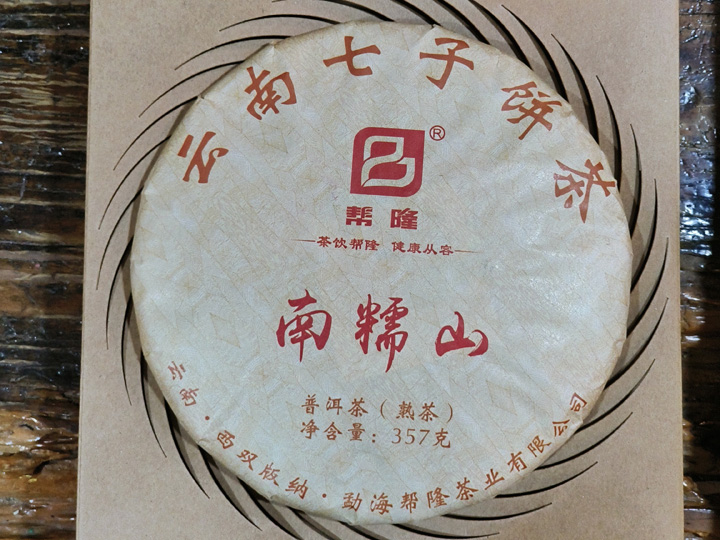 云南七子饼茶
®
帮隆
茶饮帮隆 健康从容
南糯山
普洱茶（熟茶）
净含量：357克
云南·西双版纳·勐海帮隆茶业有限公司